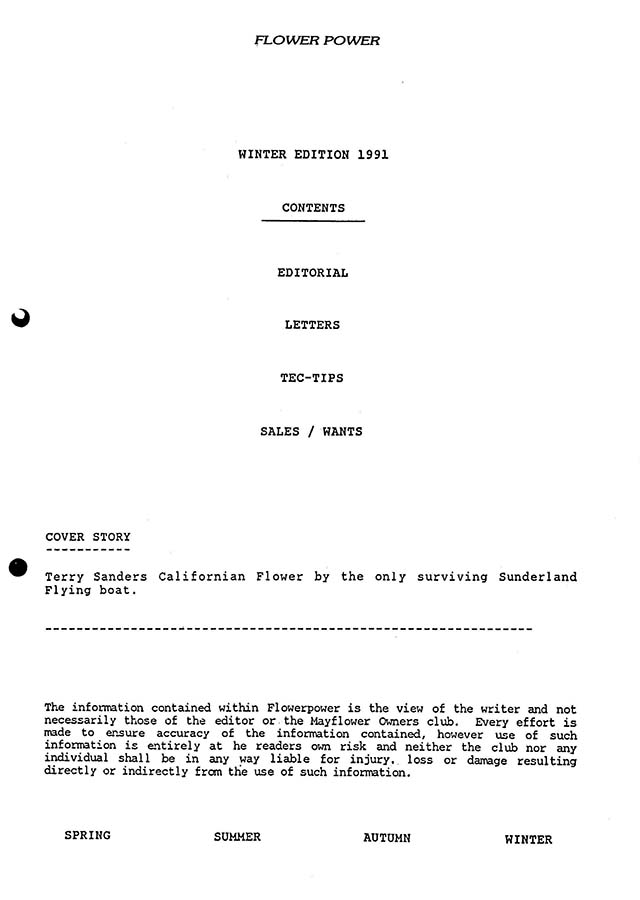 FLOWER POWER
WINTER EDITION 1991
CONTENTS
EDITORIAL
LETTERS
TEC-TIPS
SALES / WANTS
COVER STORY
-----------
Terry Sanders Californian Flower by the only surviving Sunderland
Flying boat.
---------------------------------------------------------------
The information contained within Flowerpower is the view of the writer and not
necessarily those of the editor or the Mayflower Owners club. Every effort is
made to ensure accuracy of the information contained, however use of such
information is entirely at he readers own risk and neither the club nor any
individual shall be in any way liable for injury. loss or damage resulting
directly or indirectly from the use of such information.
SPRING SUMMER AUTUMN WINTER